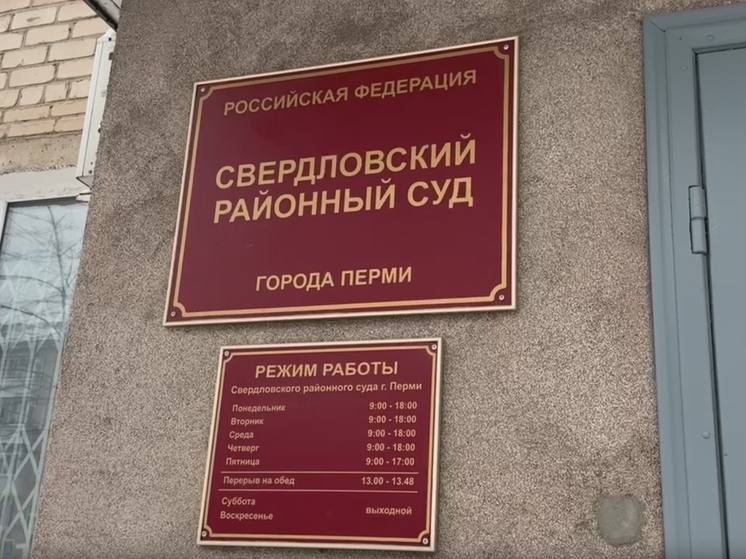 РОССИЙСКАЯ ФЕДЕРАЦИЯ
СВЕРДЛОВСКИЙ
РАЙОННЫЙ СУД
ГОРОДА ПЕРМИ
РЕЖИМ РАБОТЫ
Свердловского районного суда г. Перми
Понедельник 9:00 - 18:00
Вторник 9:00 - 18:00
Среда 9:00 - 18:00
Четверг 9:00 - 18:00
Пятница 9:00 - 17:00
Перерыв на обед 13.00 - 13.48
Суббота
Воскресенье выходной